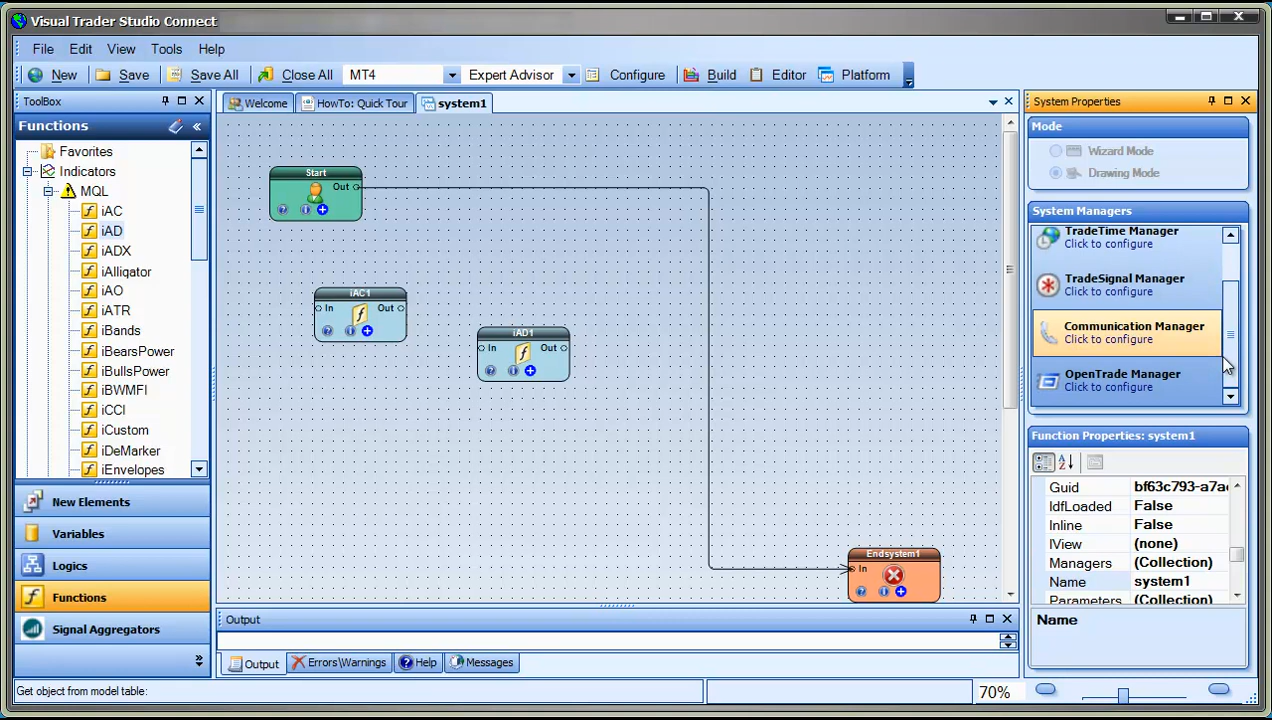 Visual Trader Studio Connect
File Edit View Tools Help
New Save Save All Close All MT4 Expert Advisor Configure Build Editor Platform
ToolBox
Functions
Favorites
Indicators
MQL
iAC
iAD
iADX
iAlligator
iAO
iATR
iBands
iBearsPower
iBullsPower
iBWMFI
iCCI
iCustom
iDeMarker
iEnvelopes
New Elements
Variables
Logics
Functions
Signal Aggregators
Welcome HowTo: Quick Tour system1
Start
Out
iAC1
In Out
iAD1
In Out
Endsystem1
In
Output
Output Errors\Warnings Help Messages
System Properties
Mode
Wizard Mode
Drawing Mode
System Managers
TradeTime Manager
Click to configure
TradeSignal Manager
Click to configure
Communication Manager
Click to configure
OpenTrade Manager
Click to configure
Function Properties: system1
Guid bf63c793-a7a
IdfLoaded False
Inline False
IView (none)
Managers (Collection)
Name system1
Parameters (Collection)
Name
Get object from model table:
70%